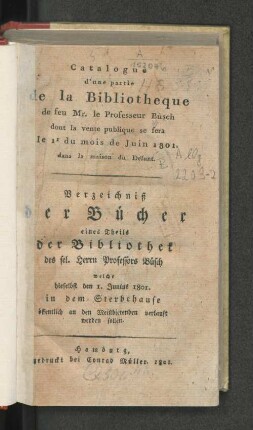 Catalogue
d'une partie
de la Bibliotheque
de feu Mr. le Professeur Büsch
dont la vente publique se fera
le 1r du mois de Juin 1801.
dans la maison du Défunt.
Verzeichniß
der Bücher
eines Theils
der Bibliothek
des sel. Herrn Professors Büsch
welche
hieselbst den 1. Junius 1801.
in dem Sterbehause
öffentlich an den Meistbietenden verkauft
werden sollen.
Hamburg,
gedruckt bei Conrad Müller. 1801.